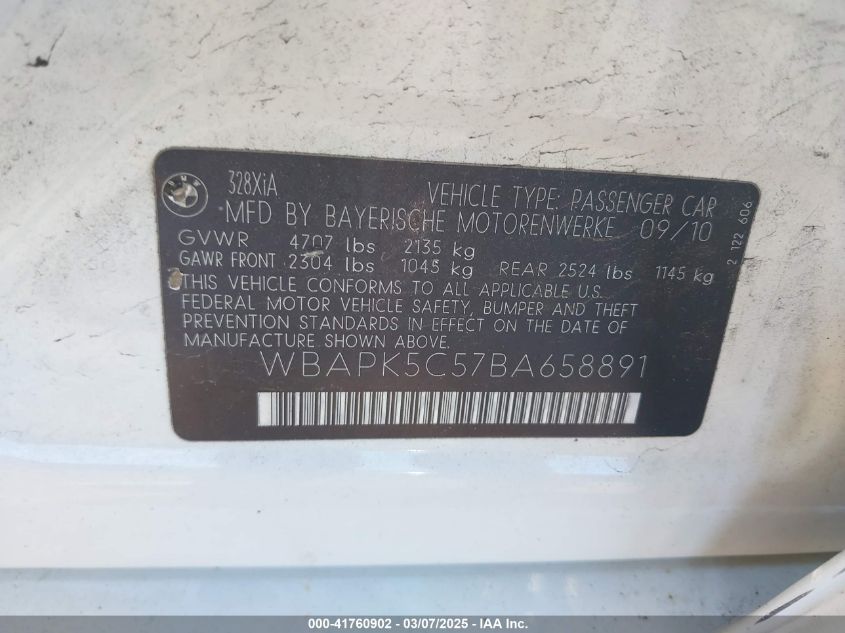 BMW
328XiA
VEHICLE TYPE: PASSENGER CAR
MFD BY BAYERISCHE MOTORENWERKE 09/10
GVWR 4707 lbs 2135 kg
GAWR FRONT 2304 lbs 1045 kg REAR 2524 lbs 1145 kg
THIS VEHICLE CONFORMS TO ALL APPLICABLE U.S.
FEDERAL MOTOR VEHICLE SAFETY, BUMPER AND THEFT
PREVENTION STANDARDS IN EFFECT ON THE DATE OF
MANUFACTURE SHOWN ABOVE.
WBAPK5C57BA658891
2 122 606
000-41760902 - 03/07/2025 - IAA Inc.